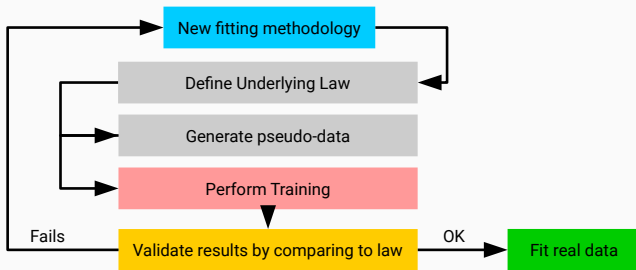 New fitting methodology
Define Underlying Law
Generate pseudo-data
Perform Training
Fails
Validate results by comparing to law
OK
Fit real data